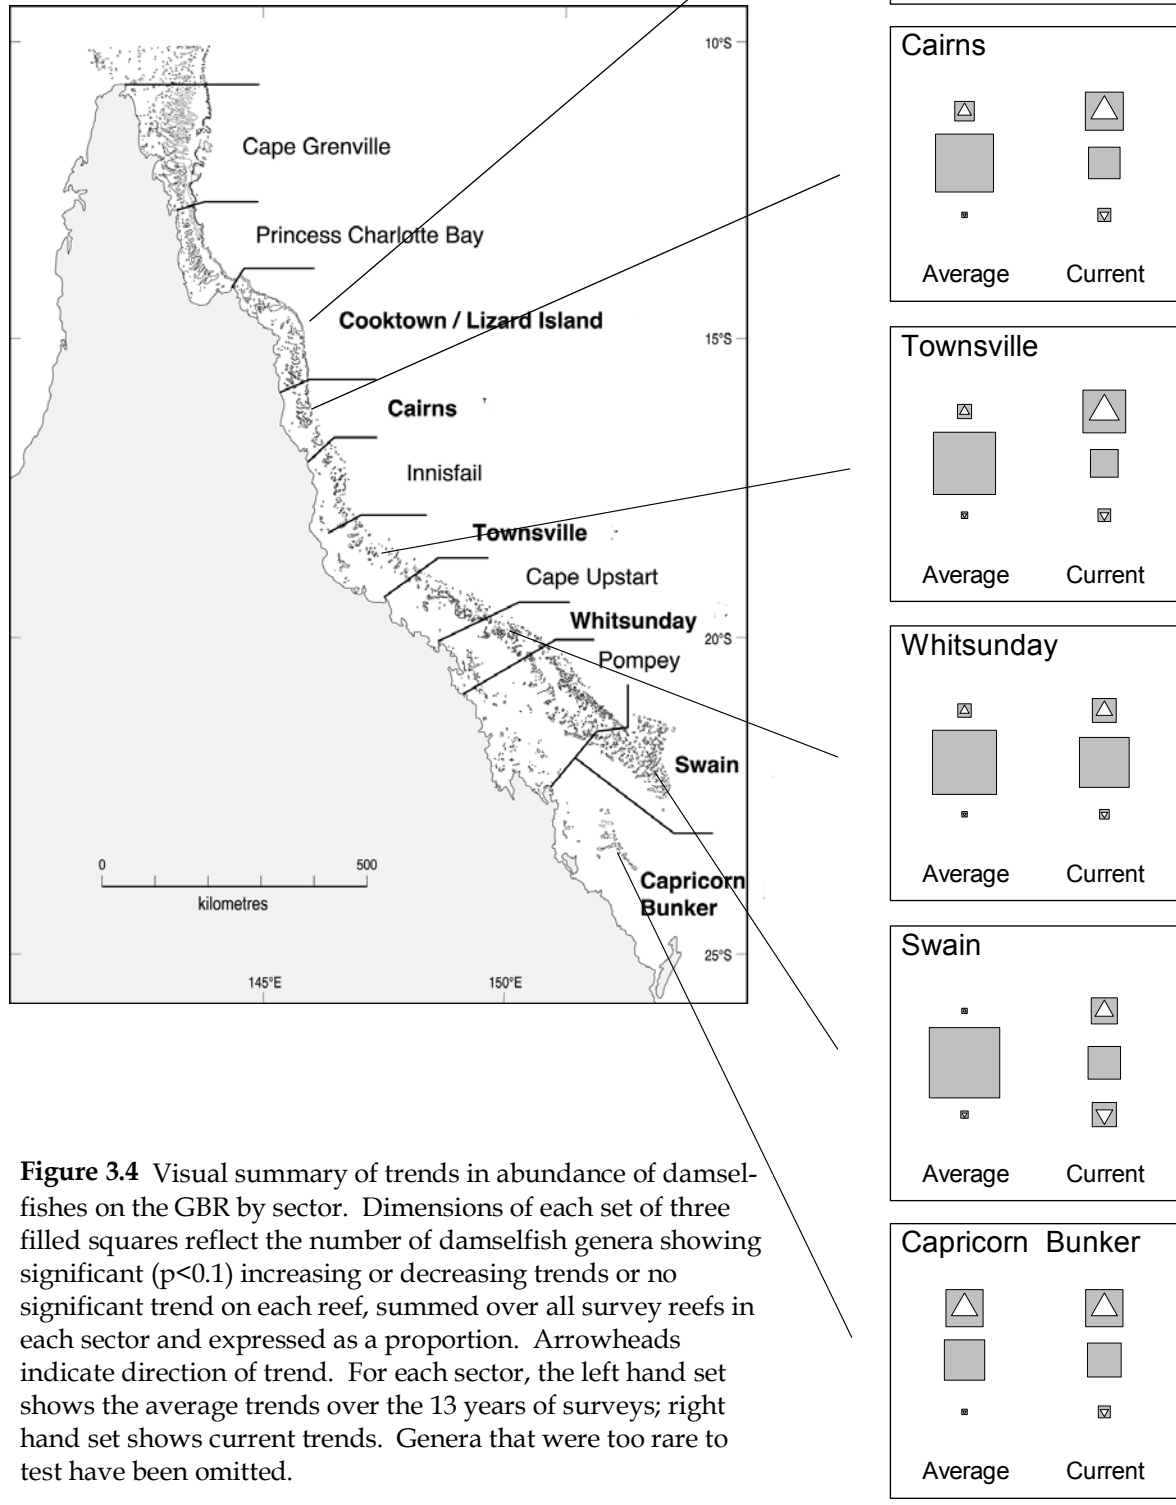 10°S
Cape Grenville
Princess Charlotte Bay
Cooktown / Lizard Island
15°S
Cairns
Innisfail
Townsville
Cape Upstart
Whitsunday
20°S
Pompey
Swain
0 500
kilometres
Capricorn
Bunker
25°S
145°E 150°E
Cairns
Average Current
Townsville
Average Current
Whitsunday
Average Current
Swain
Average Current
Capricorn Bunker
Average Current
Figure 3.4 Visual summary of trends in abundance of damsel-
fishes on the GBR by sector. Dimensions of each set of three
filled squares reflect the number of damselfish genera showing
significant (p<0.1) increasing or decreasing trends or no
significant trend on each reef, summed over all survey reefs in
each sector and expressed as a proportion. Arrowheads
indicate direction of trend. For each sector, the left hand set
shows the average trends over the 13 years of surveys; right
hand set shows current trends. Genera that were too rare to
test have been omitted.